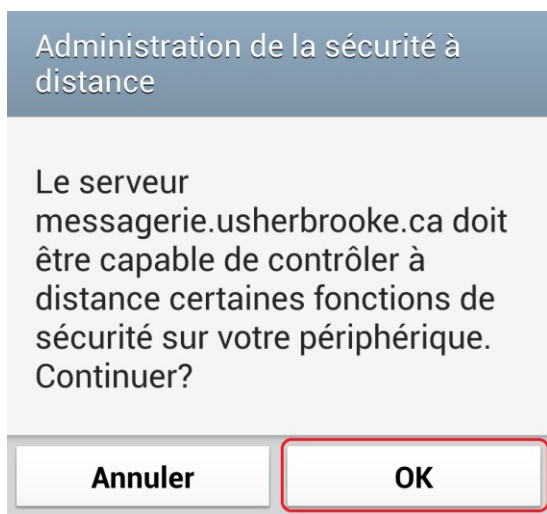 Administration de la sécurité à
distance
Le serveur
messagerie.usherbrooke.ca doit
être capable de contrôler à
distance certaines fonctions de
sécurité sur votre périphérique.
Continuer?
Annuler
OK